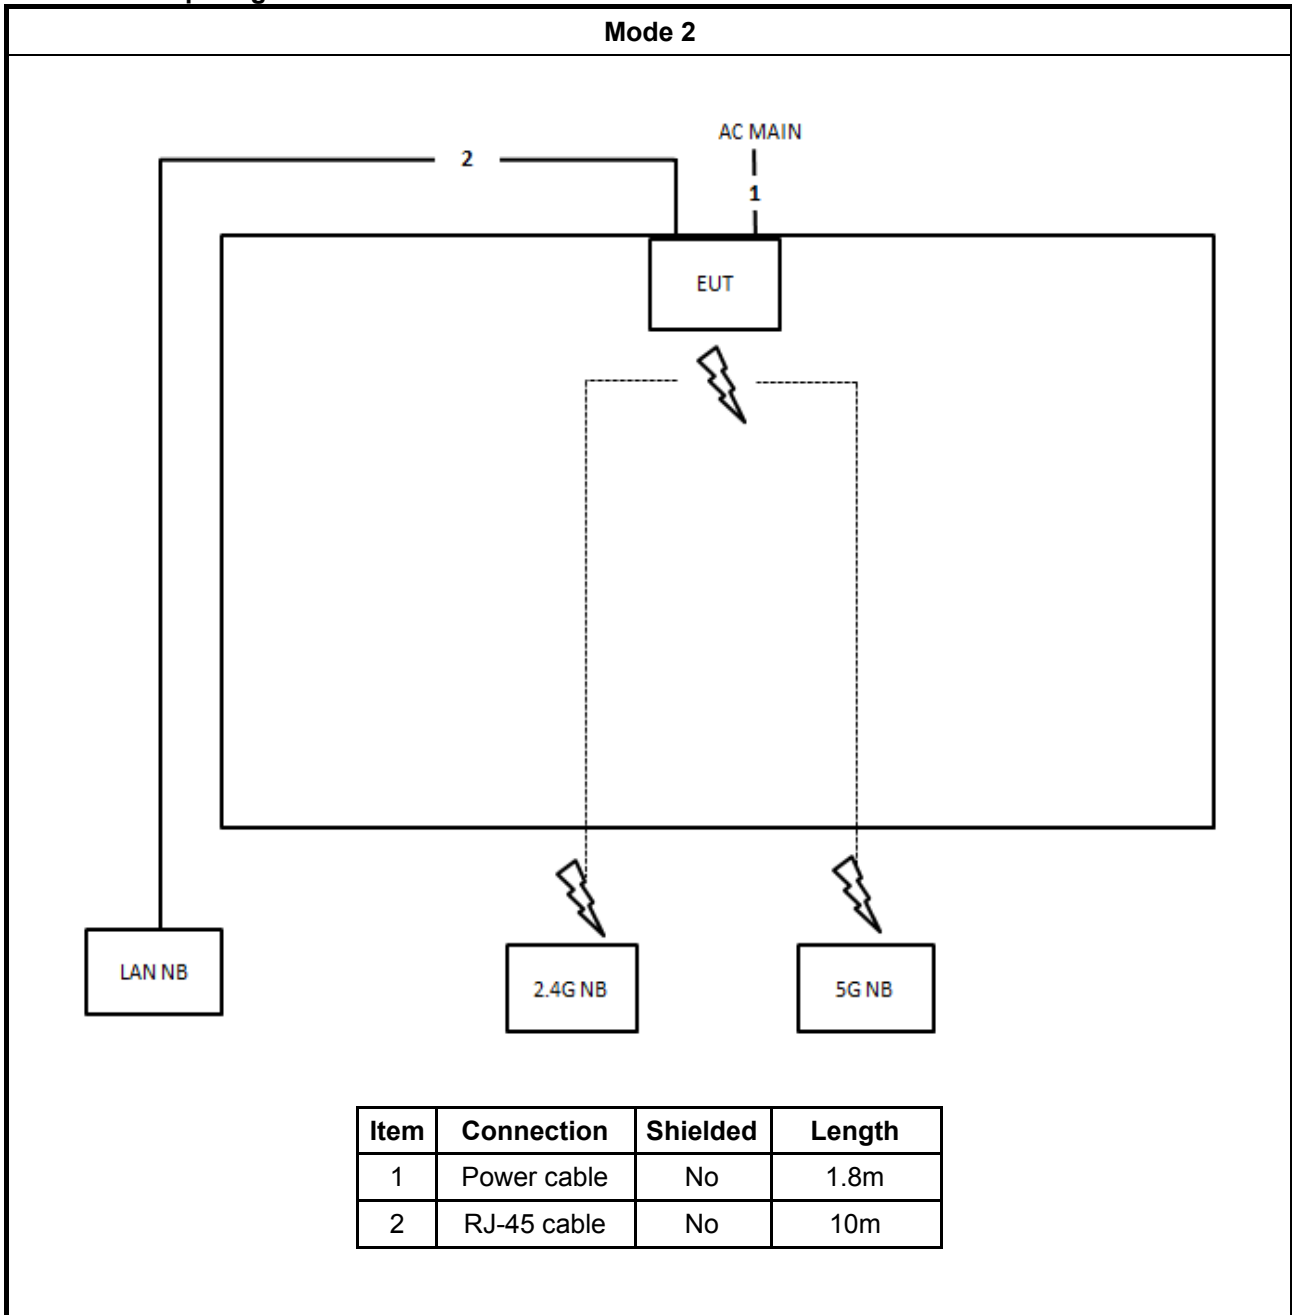 Mode 2
AC MAIN
2
1
EUT
LAN NB
2.4G NB
5G NB
Item Connection Shielded Length
1 Power cable No 1.8m
2 RJ-45 cable No 10m